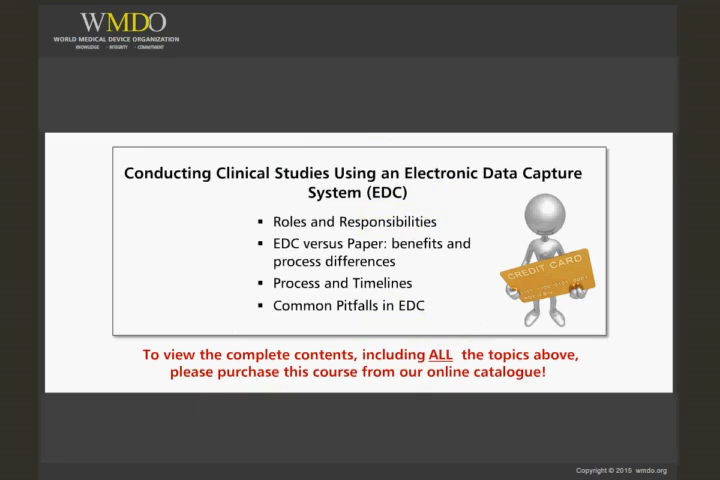 WMDO
WORLD MEDICAL DEVICE ORGANIZATION
KNOWLEDGE · INTEGRITY · COMMITMENT
Conducting Clinical Studies Using an Electronic Data Capture
System (EDC)
▪ Roles and Responsibilities
▪ EDC versus Paper: benefits and
process differences
▪ Process and Timelines
▪ Common Pitfalls in EDC
CREDIT CARD
To view the complete contents, including ALL the topics above,
please purchase this course from our online catalogue!
Copyright © 2015 wmdo.org